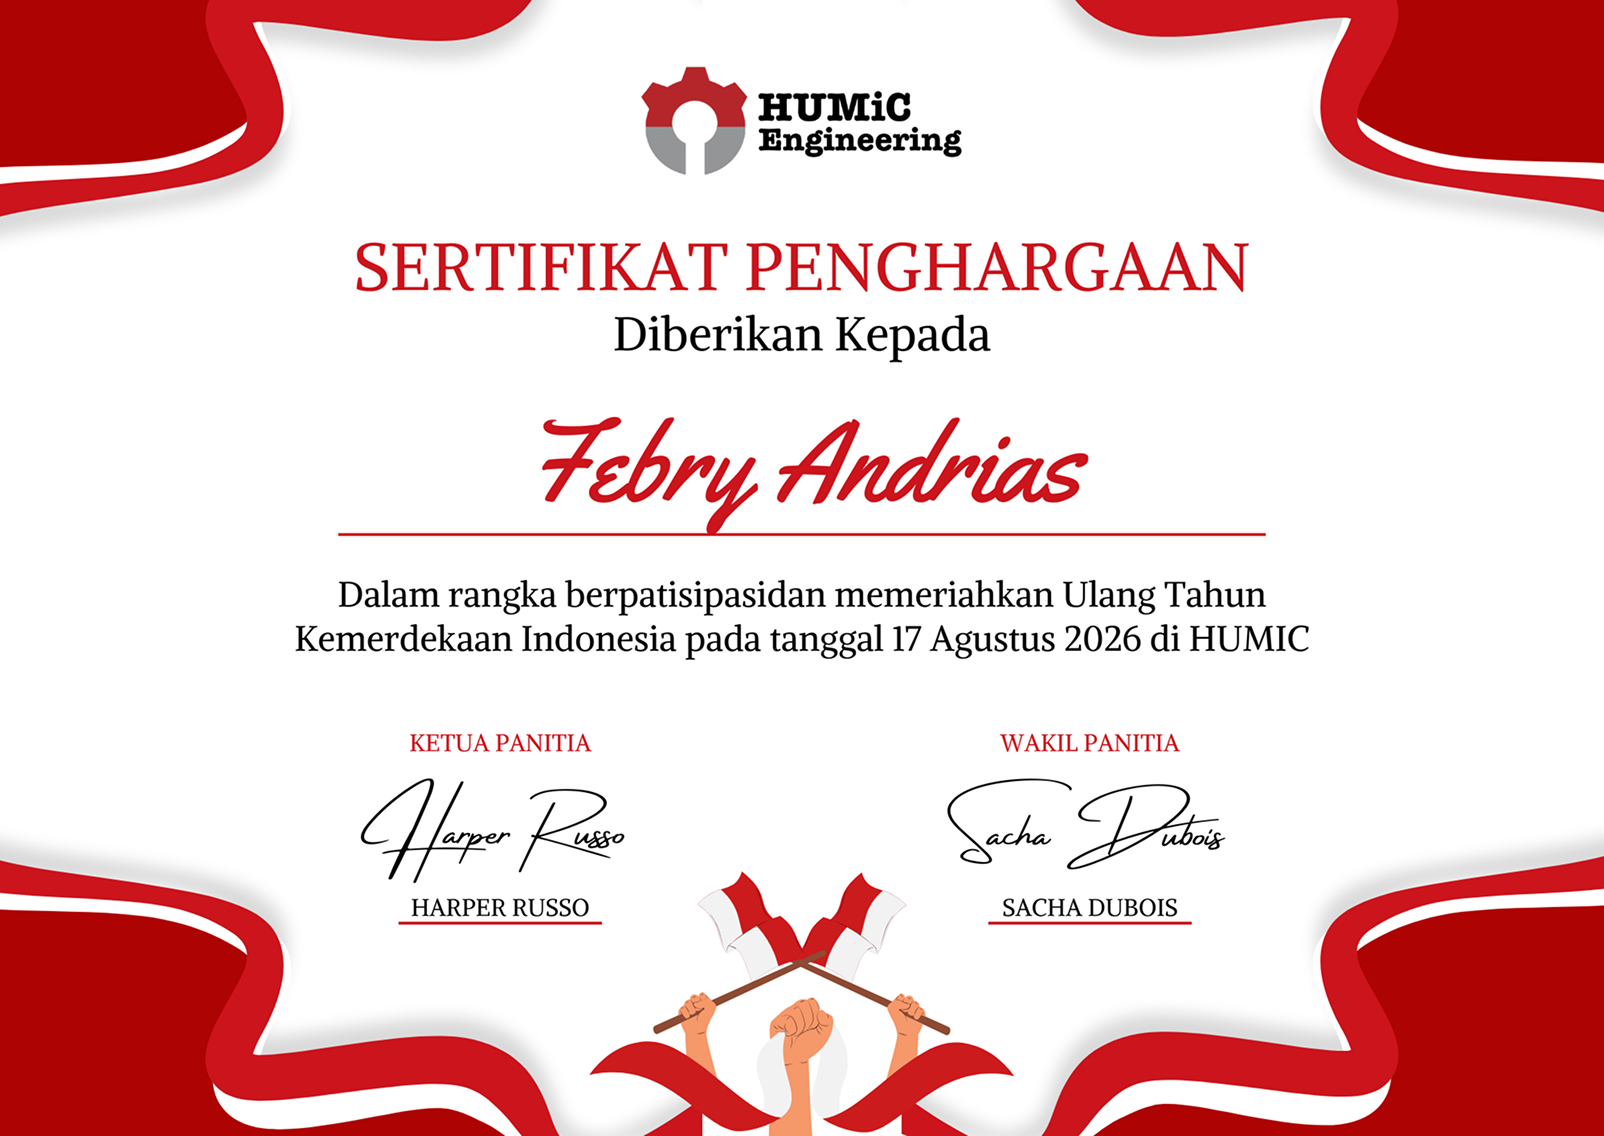 HUMiC
Engineering
SERTIFIKAT PENGHARGAAN
Diberikan Kepada
Febry Andrias
Dalam rangka berpatisipasidan memeriahkan Ulang Tahun
Kemerdekaan Indonesia pada tanggal 17 Agustus 2026 di HUMIC
KETUA PANITIA
WAKIL PANITIA
Harper Russo
Sacha Dubois
HARPER RUSSO
SACHA DUBOIS